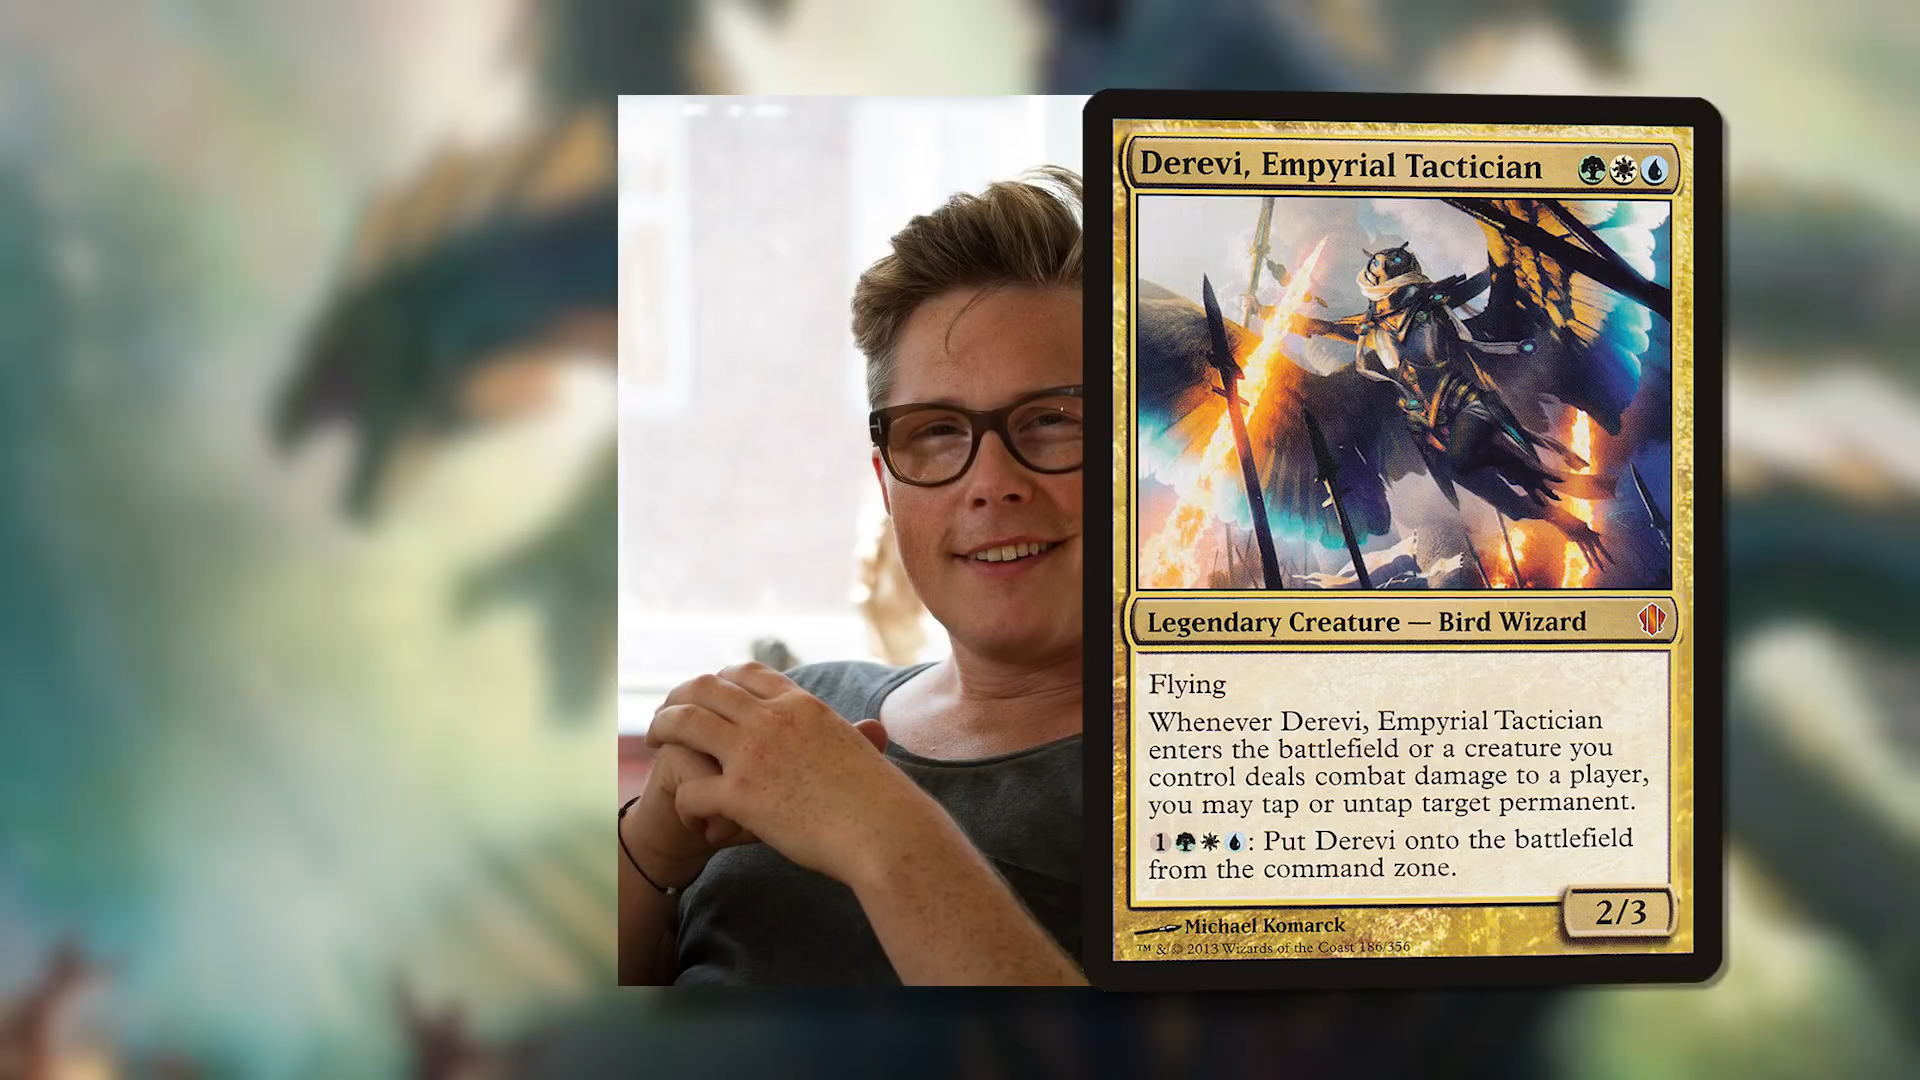 Derevi, Empyrial Tactician
Legendary Creature — Bird Wizard
Flying
Whenever Derevi, Empyrial Tactician
enters the battlefield or a creature you
control deals combat damage to a player,
you may tap or untap target permanent.
1: Put Derevi onto the battlefield
from the command zone.
2/3
Michael Komarck
™ & © 2013 Wizards of the Coast 186/356